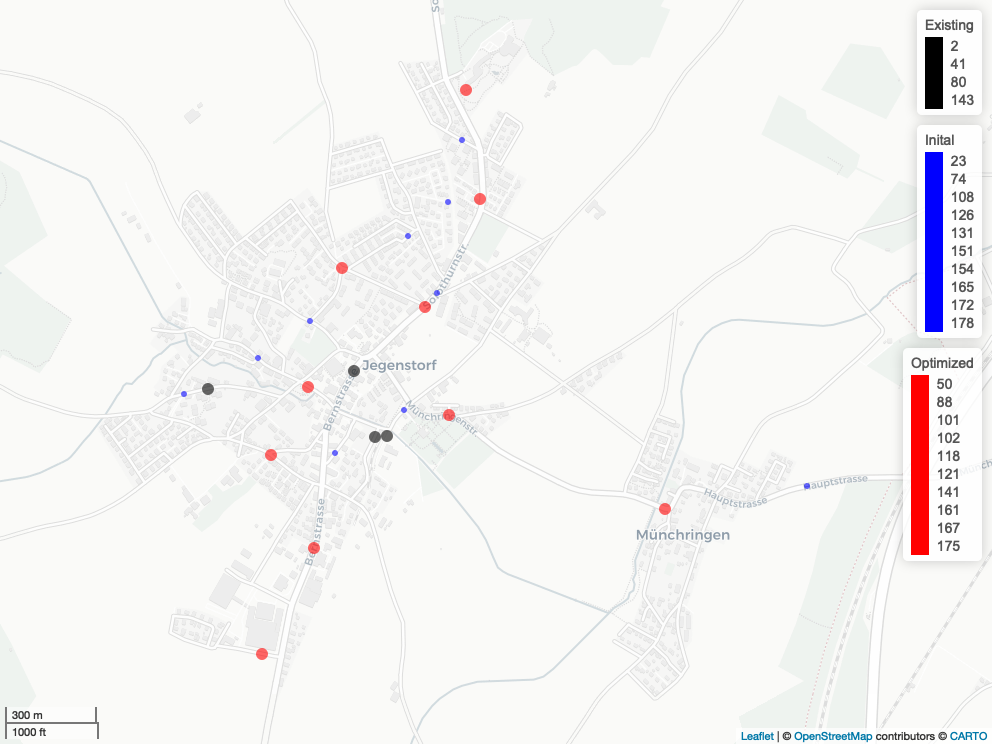 So
Existing
2
41
80
143
Inital
23
74
108
126
131
151
154
165
172
178
Optimized
50
88
101
102
118
121
141
161
167
175
Jegenstorf
Bernstrasse
Münchringenstr.
Hauptstrasse
Hauptstrasse
Münchringen
Bernstrasse
300 m
1000 ft
Leaflet | © OpenStreetMap contributors © CARTO